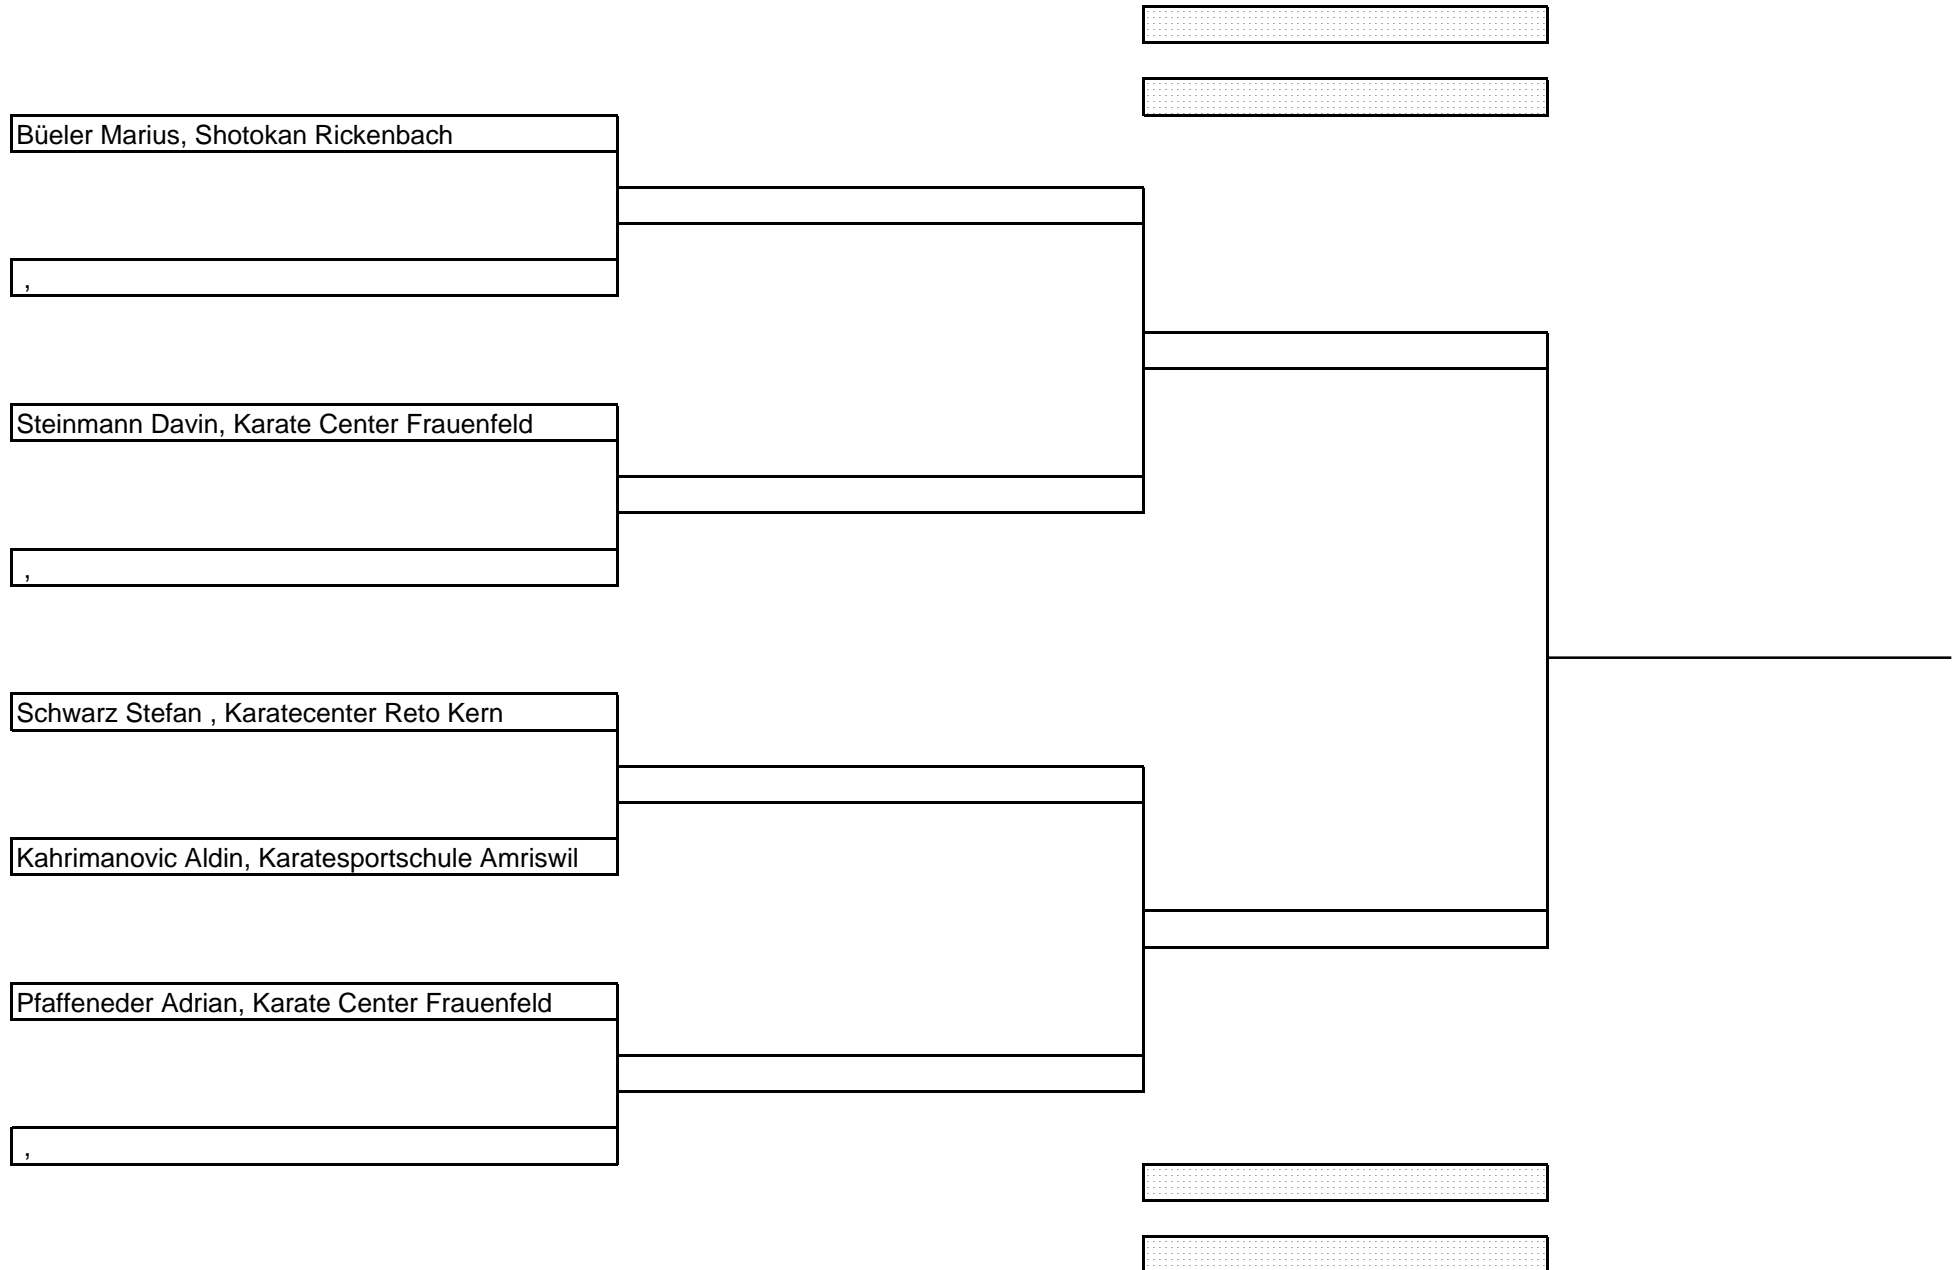 Büeler Marius, Shotokan Rickenbach
,
Steinmann Davin, Karate Center Frauenfeld
,
Schwarz Stefan , Karatecenter Reto Kern
Kahrimanovic Aldin, Karatesportschule Amriswil
Pfaffeneder Adrian, Karate Center Frauenfeld
,